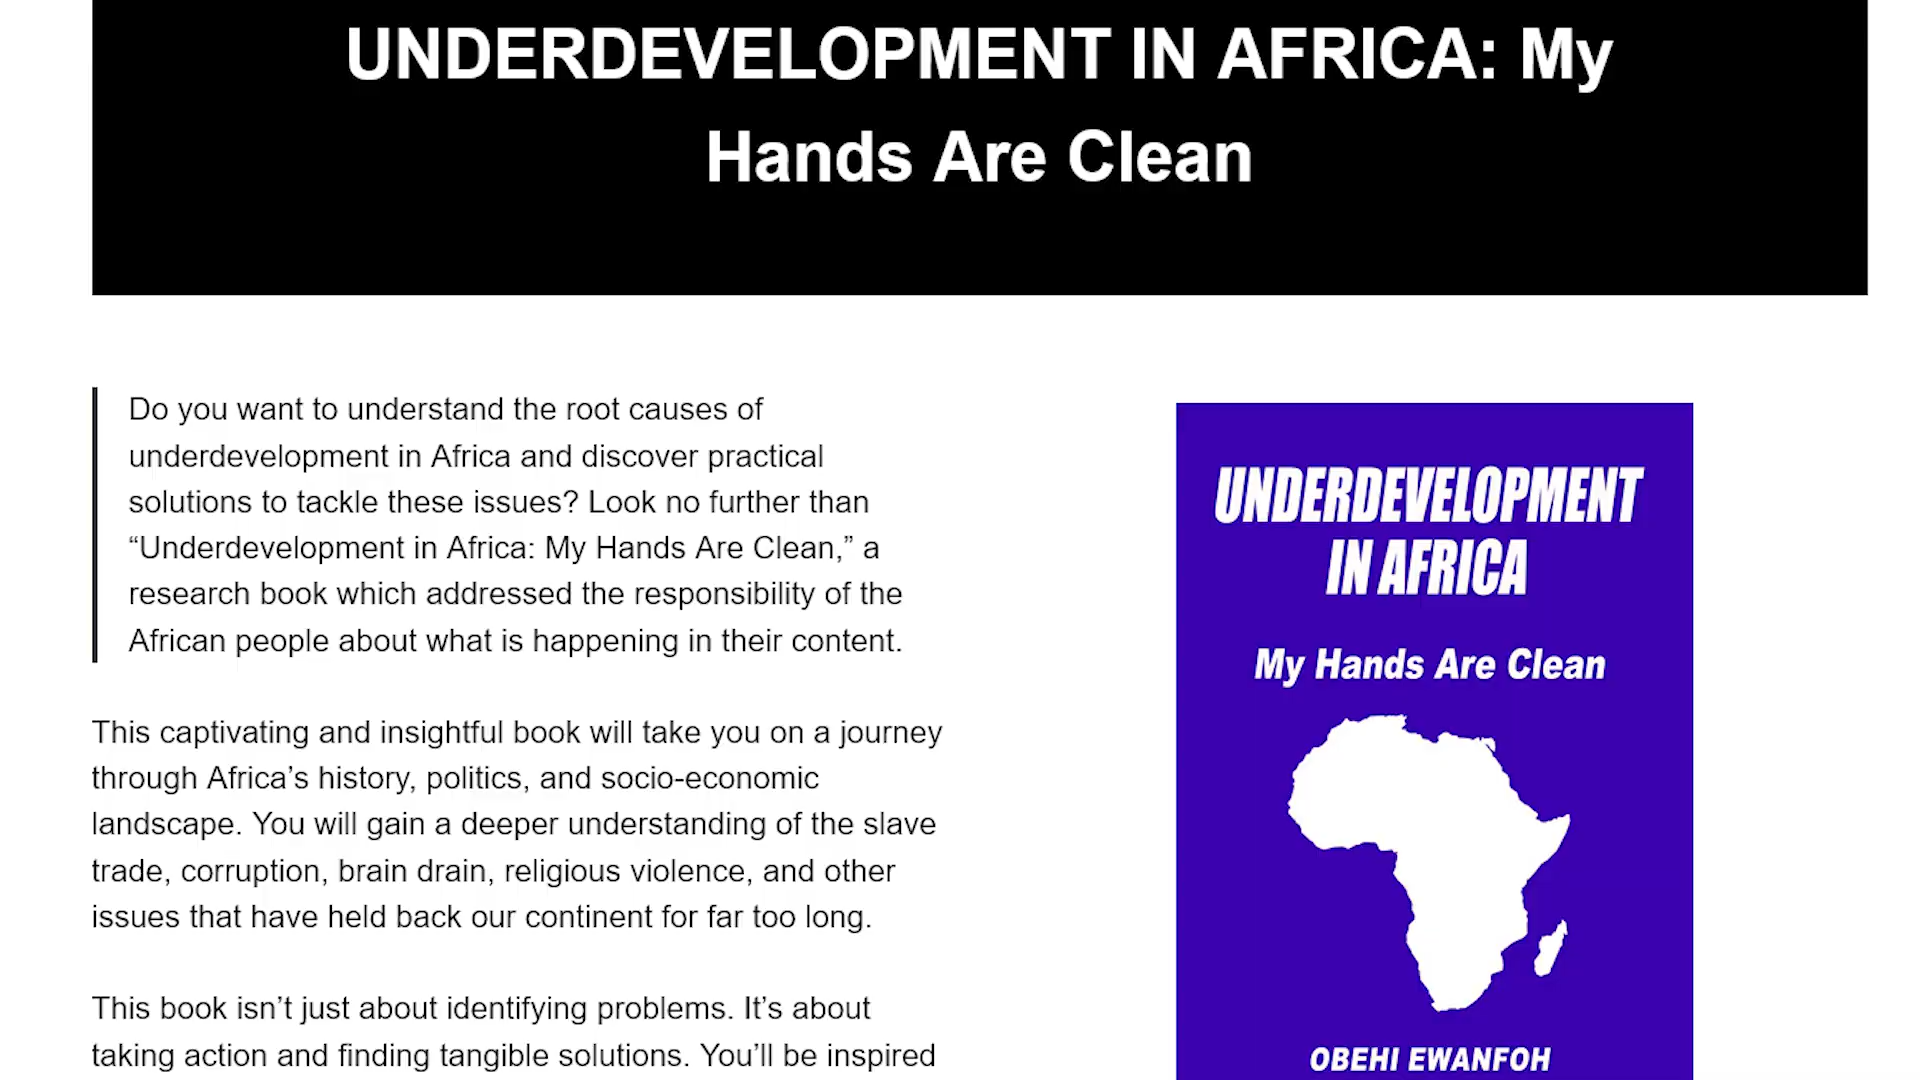 UNDERDEVELOPMENT IN AFRICA: My
Hands Are Clean
Do you want to understand the root causes of
underdevelopment in Africa and discover practical
solutions to tackle these issues? Look no further than
“Underdevelopment in Africa: My Hands Are Clean,” a
research book which addressed the responsibility of the
African people about what is happening in their content.
This captivating and insightful book will take you on a journey
through Africa’s history, politics, and socio-economic
landscape. You will gain a deeper understanding of the slave
trade, corruption, brain drain, religious violence, and other
issues that have held back our continent for far too long.
This book isn’t just about identifying problems. It’s about
taking action and finding tangible solutions. You’ll be inspired
UNDERDEVELOPMENT
IN AFRICA
My Hands Are Clean
OBEHI EWANFOH